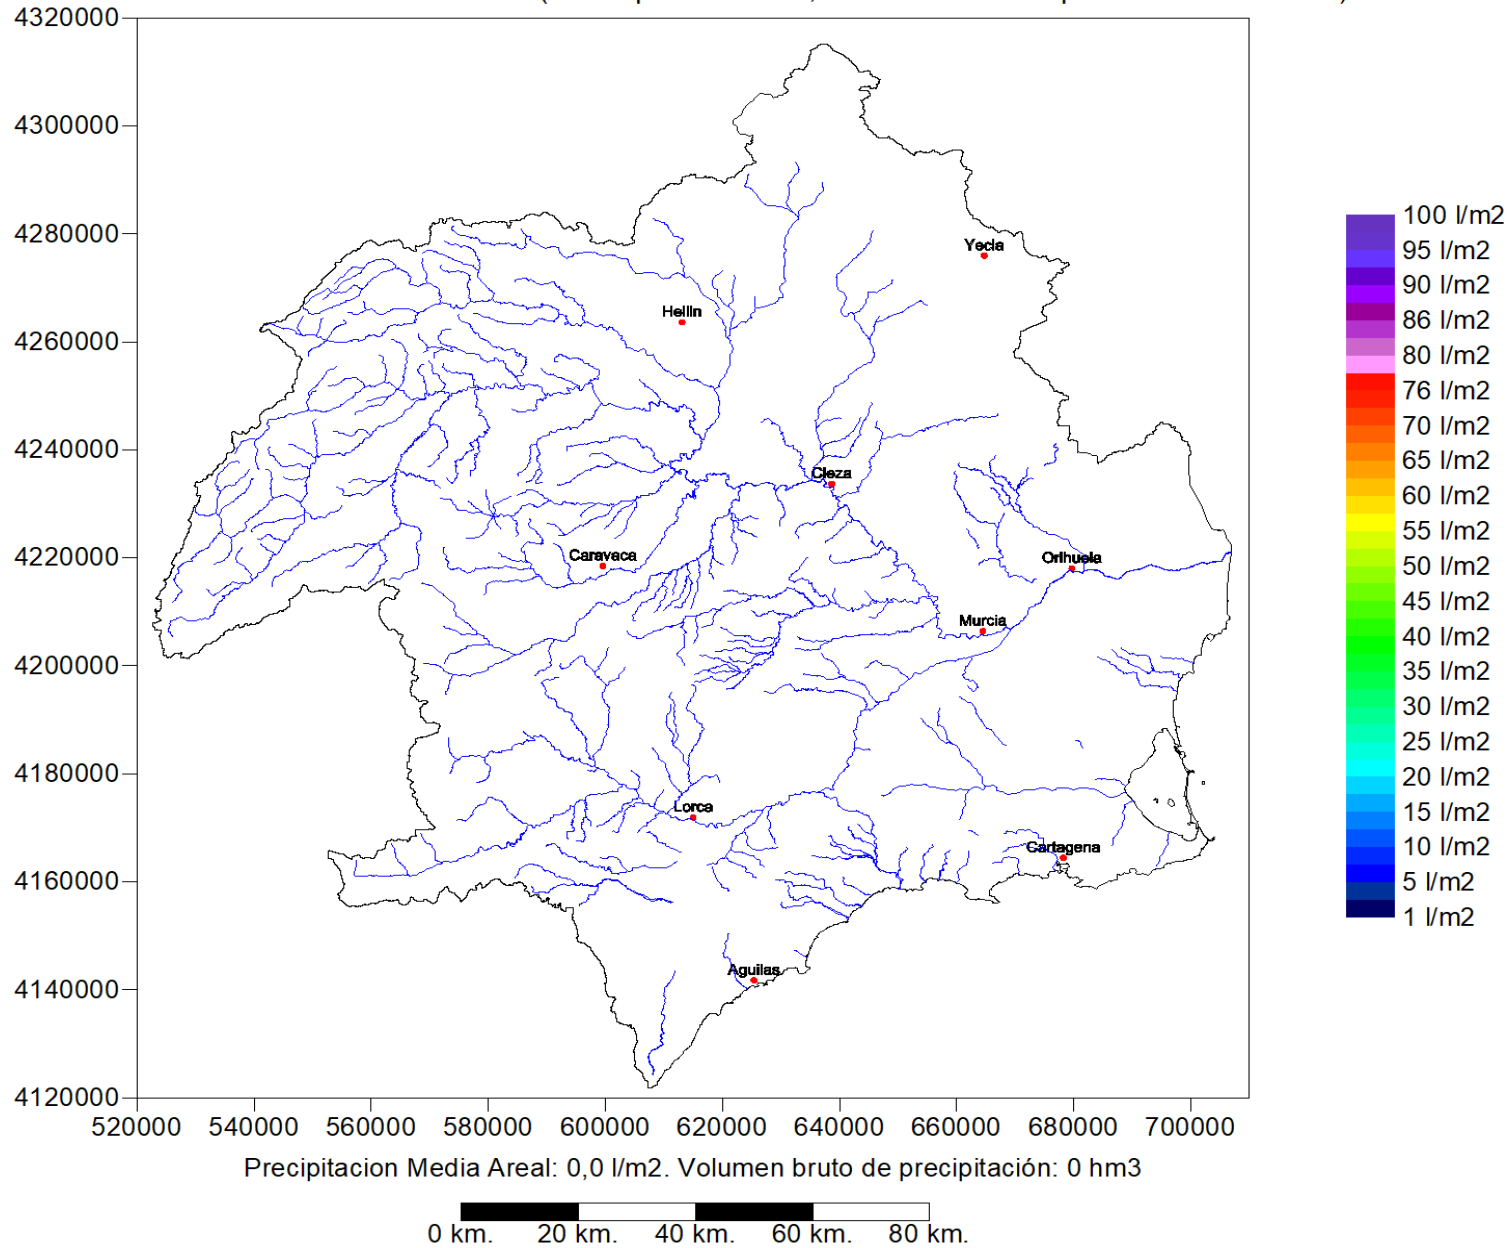 4320000
4300000
4280000
4260000
4240000
4220000
4200000
4180000
4160000
4140000
4120000
520000 540000 560000 580000 600000 620000 640000 660000 680000 700000
Yecla
Hellin
Cieza
Caravaca
Orihuela
Murcia
Lorca
Cartagena
Aguilas
100 l/m2
95 l/m2
90 l/m2
86 l/m2
80 l/m2
76 l/m2
70 l/m2
65 l/m2
60 l/m2
55 l/m2
50 l/m2
45 l/m2
40 l/m2
35 l/m2
30 l/m2
25 l/m2
20 l/m2
15 l/m2
10 l/m2
5 l/m2
1 l/m2
Precipitacion Media Areal: 0,0 l/m2. Volumen bruto de precipitación: 0 hm3
0 km. 20 km. 40 km. 60 km. 80 km.